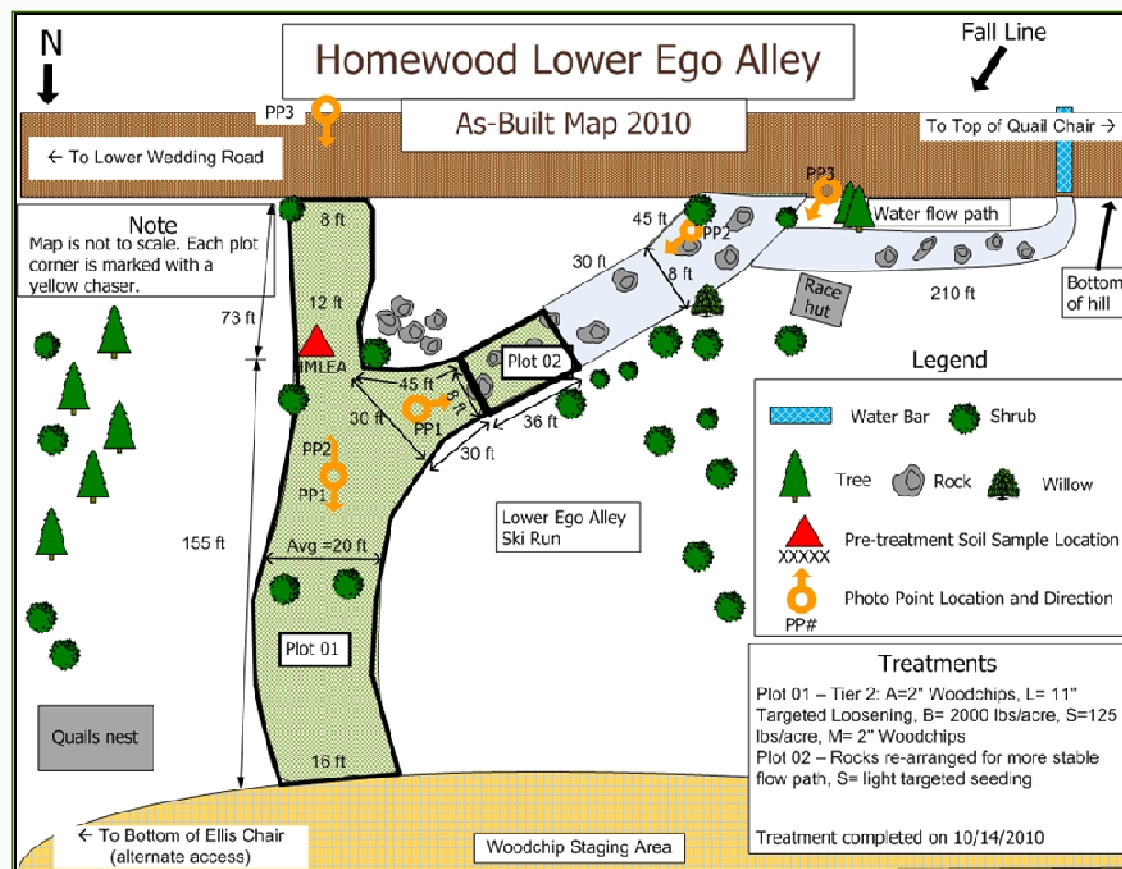 N
Homewood Lower Ego Alley
Fall Line
PP3
As-Built Map 2010
To Top of Quail Chair →
← To Lower Wedding Road
PP3
Note
Map is not to scale. Each plot
corner is marked with a
yellow chaser.
8 ft
45 ft
PP2
Water flow path
30 ft
8 ft
73 ft
12 ft
Race
hut
210 ft
Bottom
of hill
HMLEA
Plot 02
45 ft
8 ft
30 ft
PP1
36 ft
30 ft
PP2
PP1
155 ft
Lower Ego Alley
Ski Run
Avg =20 ft
Plot 01
Quails nest
16 ft
Legend
Water Bar
Shrub
Tree
Rock
Willow
Pre-treatment Soil Sample Location
XXXXX
Photo Point Location and Direction
PP#
Treatments
Plot 01 – Tier 2: A=2" Woodchips, L= 11"
Targeted Loosening, B= 2000 lbs/acre, S=125
lbs/acre, M= 2" Woodchips
Plot 02 – Rocks re-arranged for more stable
flow path, S= light targeted seeding
Treatment completed on 10/14/2010
← To Bottom of Ellis Chair
(alternate access)
Woodchip Staging Area